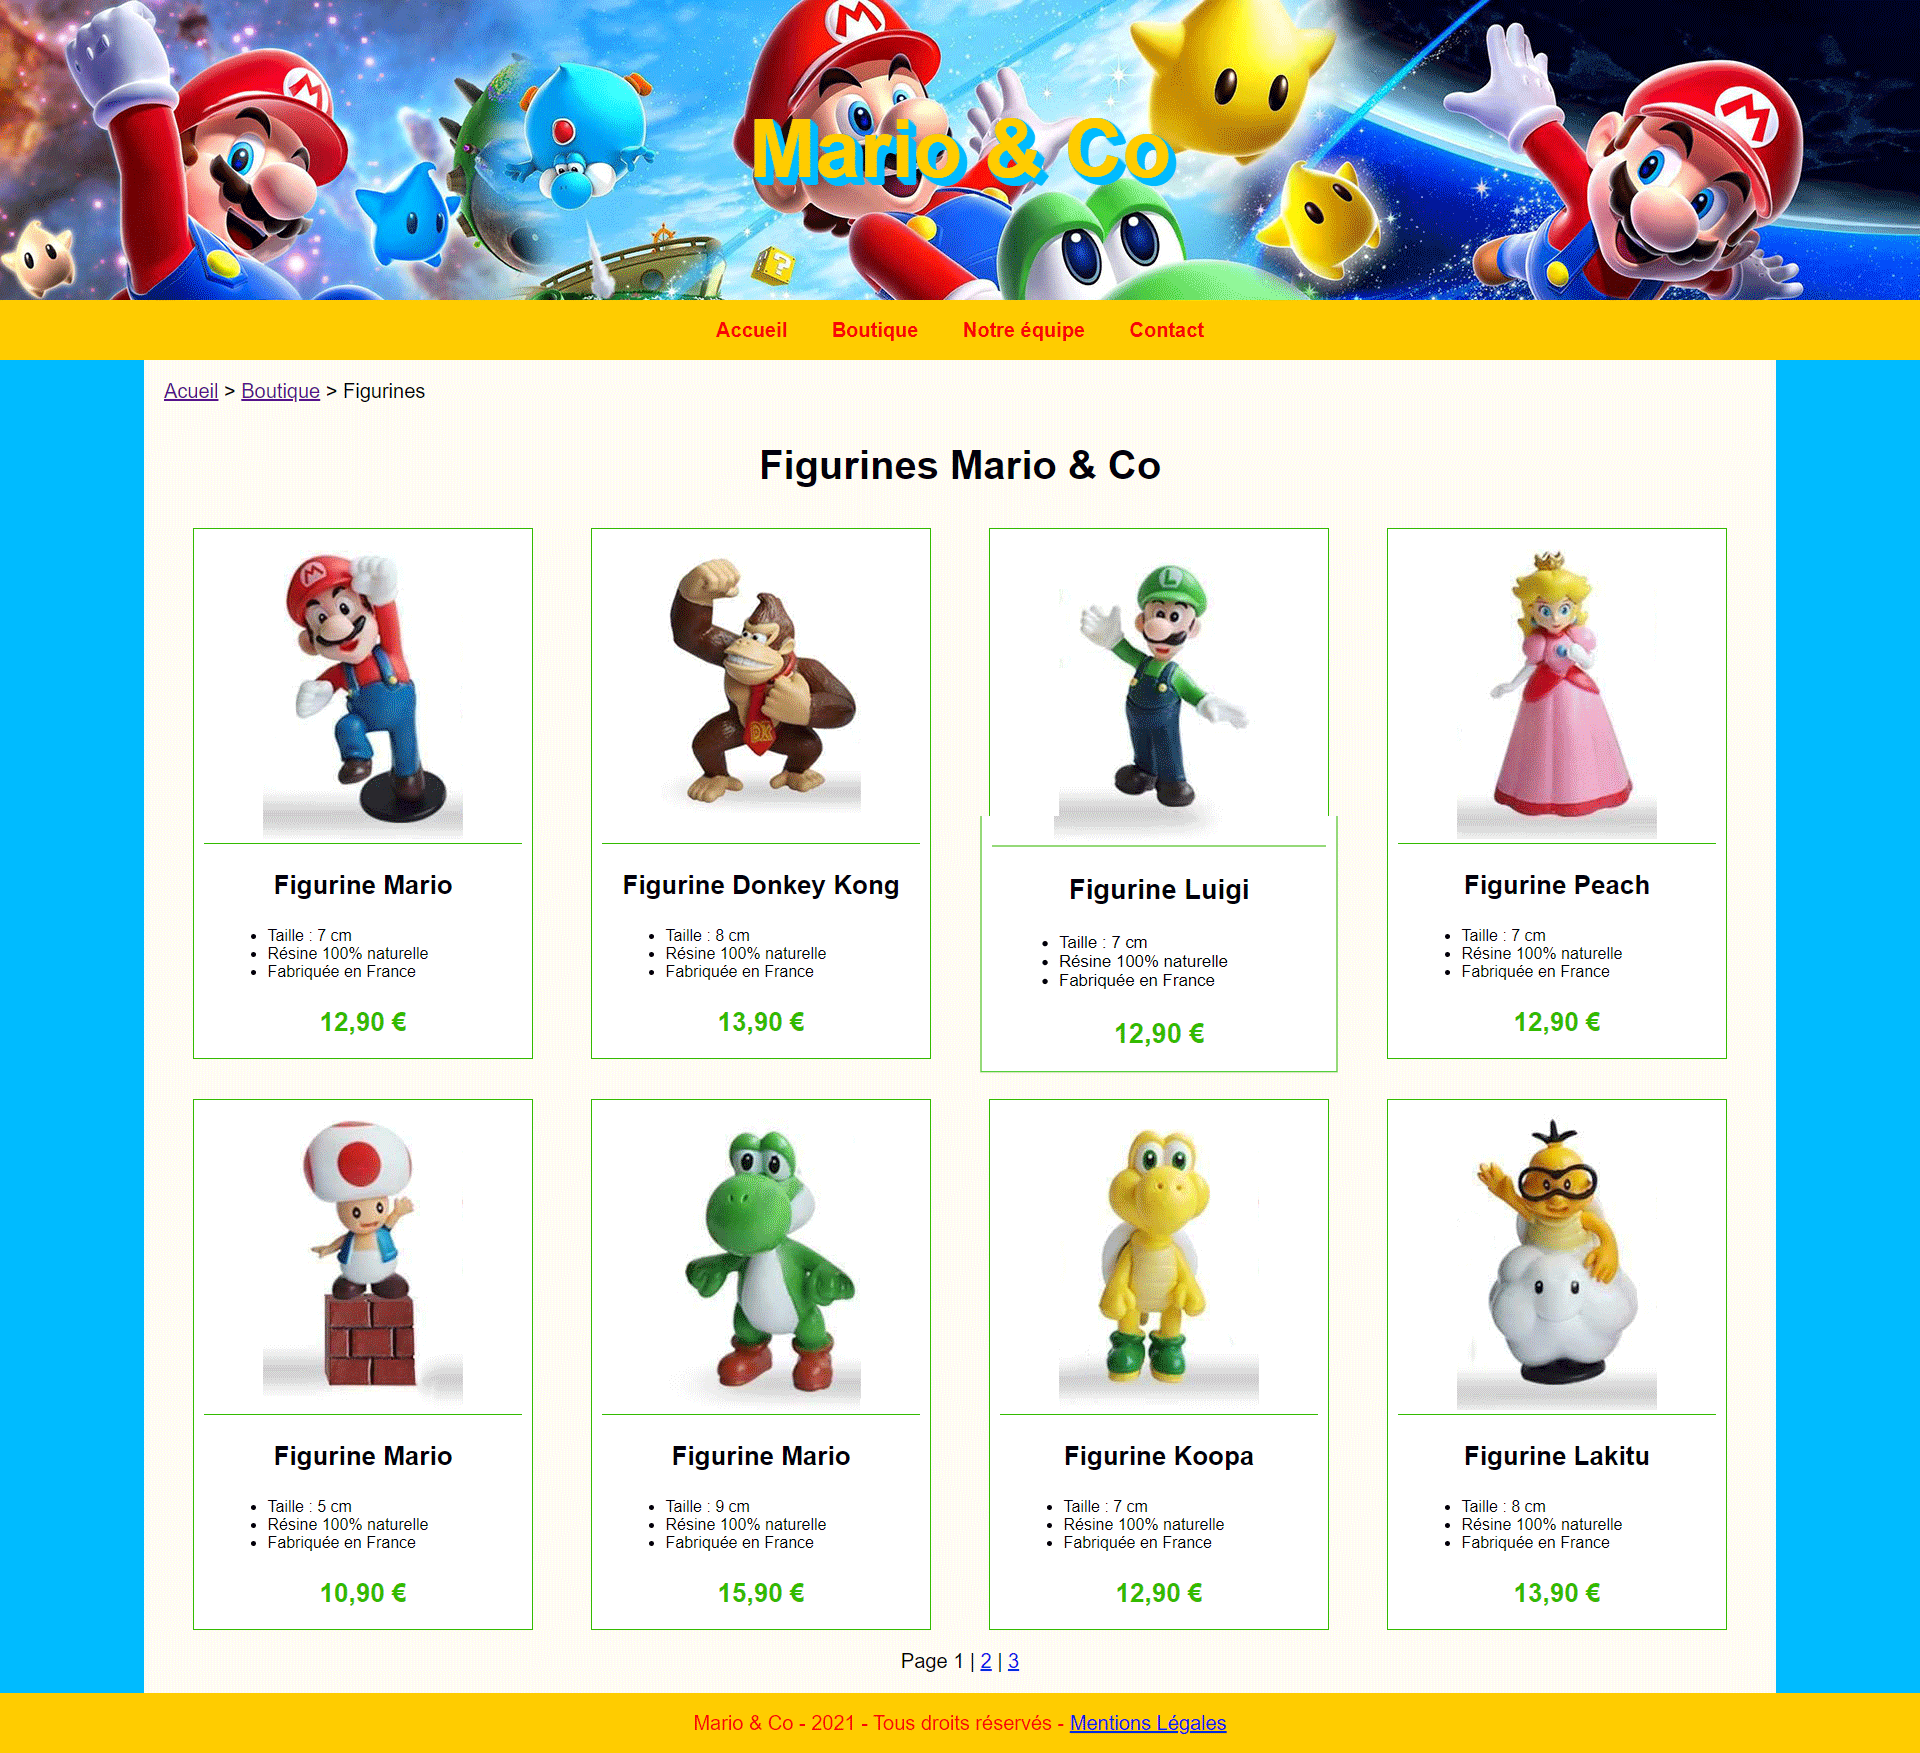 Mario & Co
Accueil Boutique Notre équipe Contact
Acueil > Boutique > Figurines
Figurines Mario & Co
Figurine Mario
• Taille : 7 cm
• Résine 100% naturelle
• Fabriquée en France
12,90 €
Figurine Donkey Kong
• Taille : 8 cm
• Résine 100% naturelle
• Fabriquée en France
13,90 €
L
DK
Figurine Luigi
• Taille : 7 cm
• Résine 100% naturelle
• Fabriquée en France
12,90 €
Figurine Peach
• Taille : 7 cm
• Résine 100% naturelle
• Fabriquée en France
12,90 €
Figurine Mario
• Taille : 5 cm
• Résine 100% naturelle
• Fabriquée en France
10,90 €
Figurine Mario
• Taille : 9 cm
• Résine 100% naturelle
• Fabriquée en France
15,90 €
Figurine Koopa
• Taille : 7 cm
• Résine 100% naturelle
• Fabriquée en France
12,90 €
Figurine Lakitu
• Taille : 8 cm
• Résine 100% naturelle
• Fabriquée en France
13,90 €
Page 1 | 2 | 3
Mario & Co - 2021 - Tous droits réservés - Mentions Légales